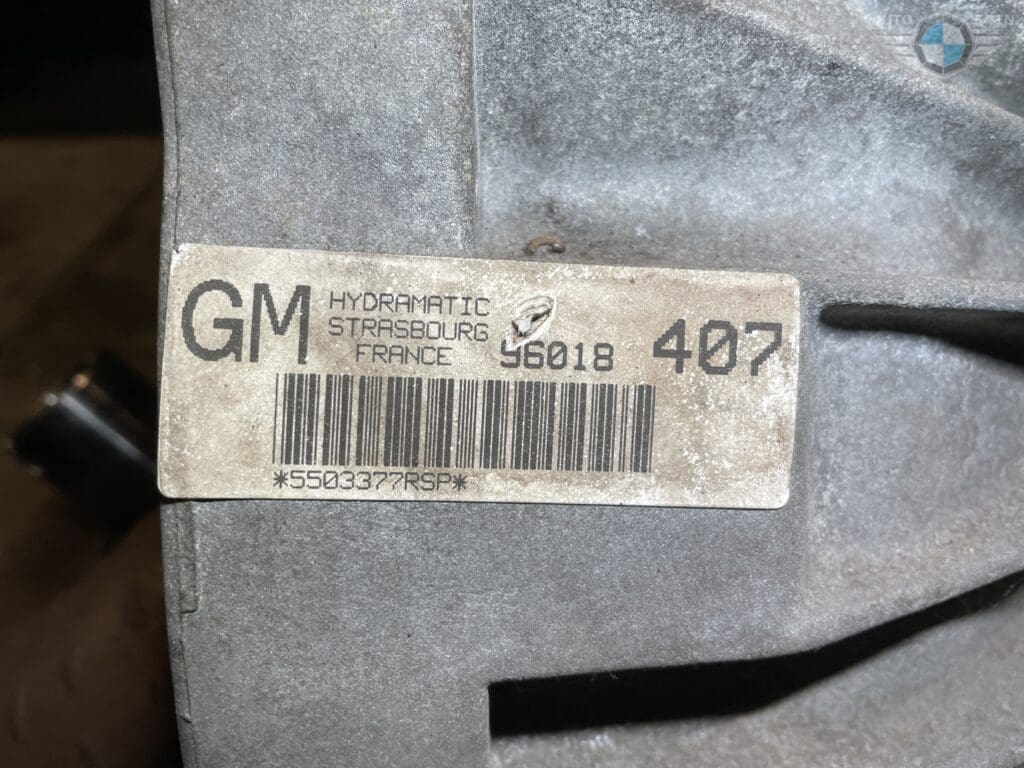 GM
HYDRAMATIC
STRASBOURG
FRANCE
96018
407
*5503377RSP*